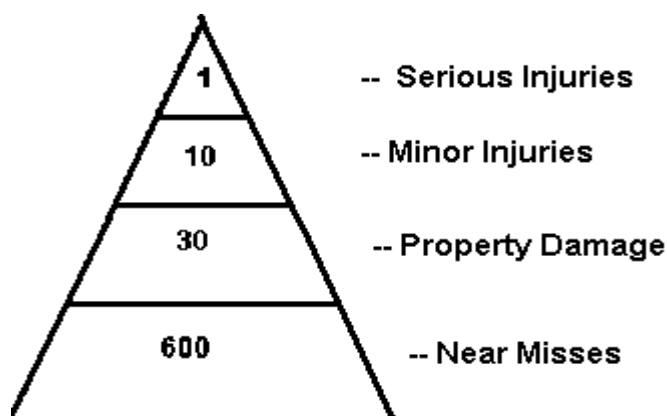 1 -- Serious Injuries
10 -- Minor Injuries
30 -- Property Damage
600 -- Near Misses